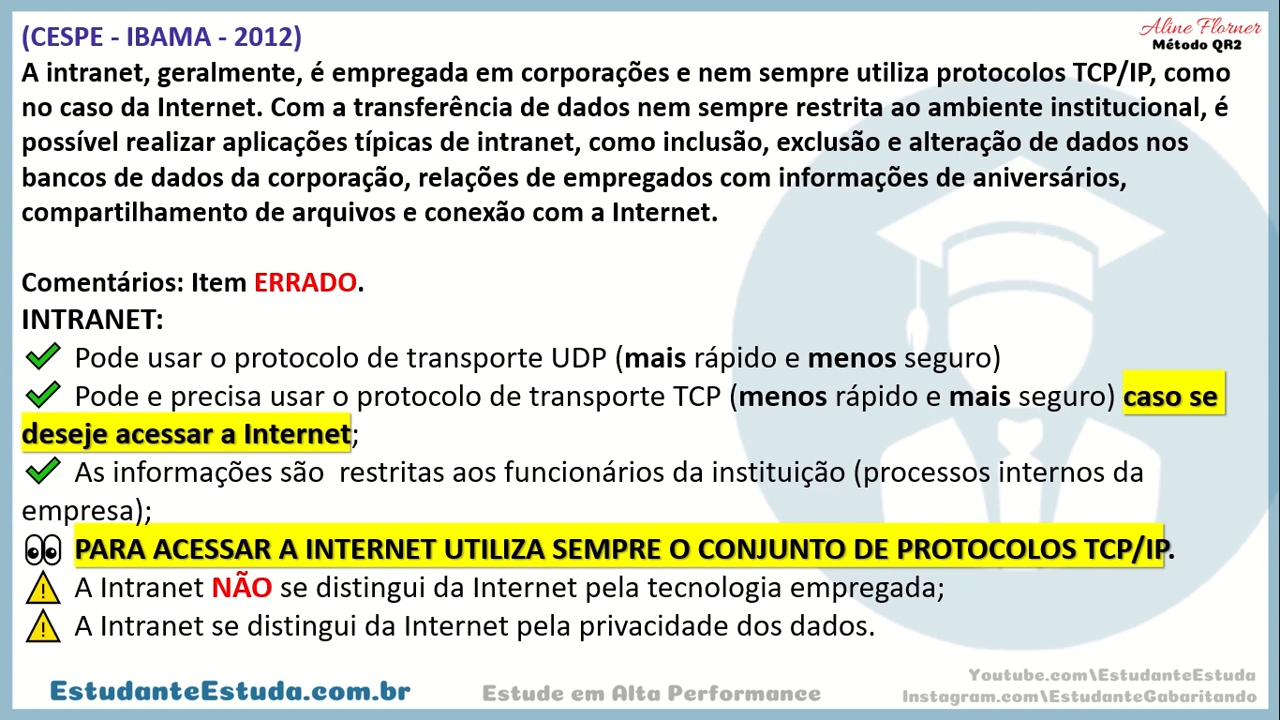 (CESPE - IBAMA - 2012)
Aline Florner
Método QR2
A intranet, geralmente, é empregada em corporações e nem sempre utiliza protocolos TCP/IP, como
no caso da Internet. Com a transferência de dados nem sempre restrita ao ambiente institucional, é
possível realizar aplicações típicas de intranet, como inclusão, exclusão e alteração de dados nos
bancos de dados da corporação, relações de empregados com informações de aniversários,
compartilhamento de arquivos e conexão com a Internet.
Comentários: Item ERRADO.
INTRANET:
Pode usar o protocolo de transporte UDP (mais rápido e menos seguro)
Pode e precisa usar o protocolo de transporte TCP (menos rápido e mais seguro) caso se
deseje acessar a Internet;
As informações são  restritas aos funcionários da instituição (processos internos da
empresa);
PARA ACESSAR A INTERNET UTILIZA SEMPRE O CONJUNTO DE PROTOCOLOS TCP/IP.
A Intranet NÃO se distingui da Internet pela tecnologia empregada;
A Intranet se distingui da Internet pela privacidade dos dados.
EstudanteEstuda.com.br
Estude em Alta Performance
Youtube.com\EstudanteEstuda
Instagram.com\EstudanteGabaritando